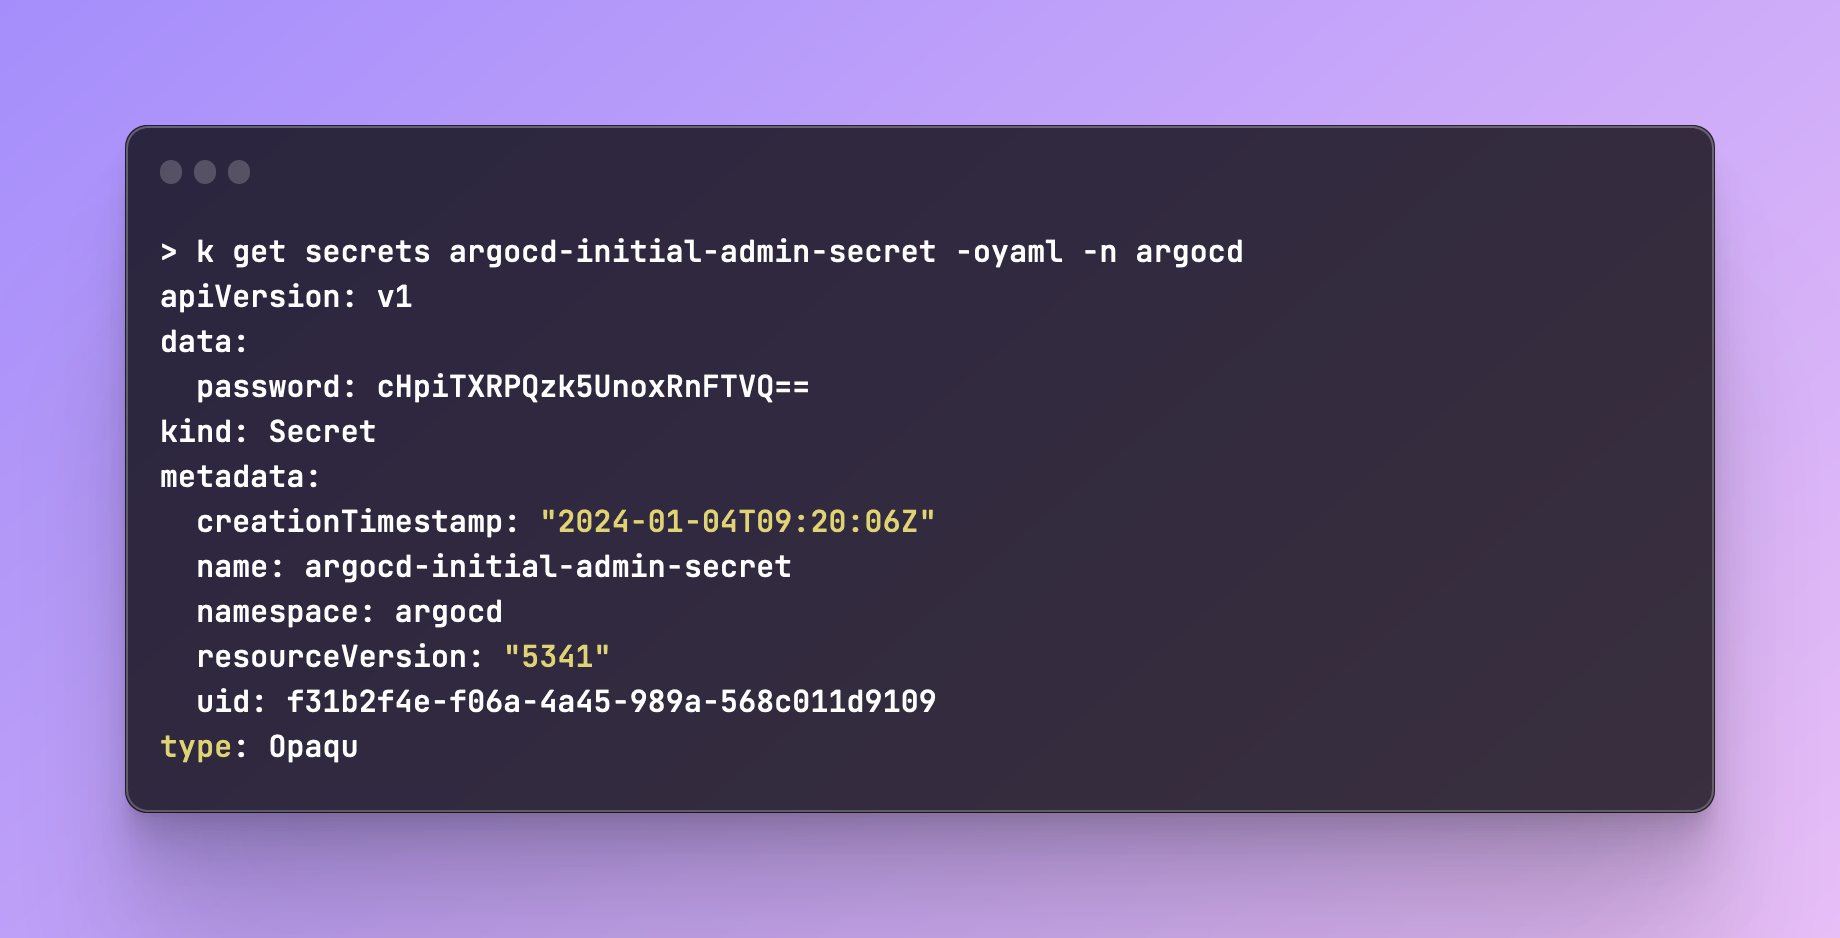 > k get secrets argocd-initial-admin-secret -oyaml -n argocd
apiVersion: v1
data:
  password: cHpiTXRPQzk5UnoxRnFTVQ==
kind: Secret
metadata:
  creationTimestamp: "2024-01-04T09:20:06Z"
  name: argocd-initial-admin-secret
  namespace: argocd
  resourceVersion: "5341"
  uid: f31b2f4e-f06a-4a45-989a-568c011d9109
type: Opaqu